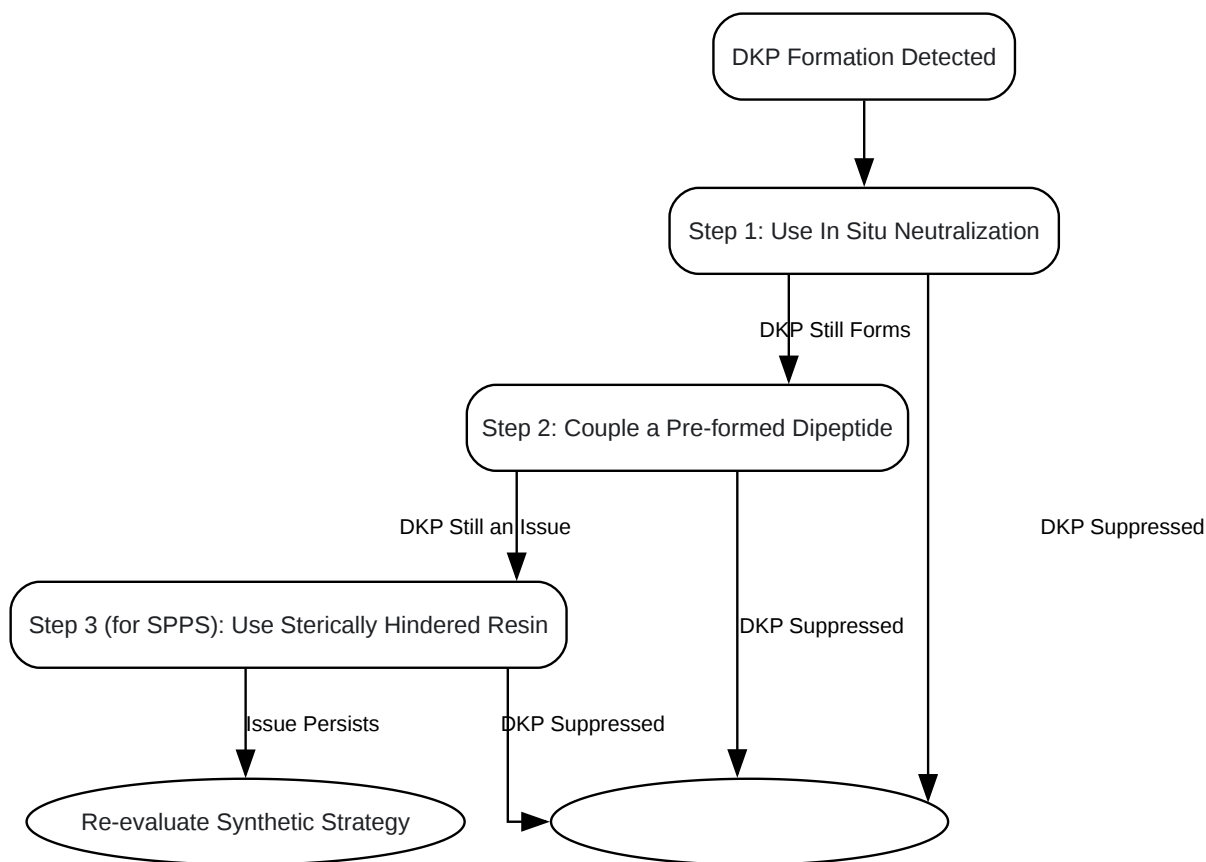 DKP Formation Detected
Step 1: Use In Situ Neutralization
DKP Still Forms
Step 2: Couple a Pre-formed Dipeptide
DKP Still an Issue
DKP Suppressed
Step 3 (for SPPS): Use Sterically Hindered Resin
DKP Suppressed
Issue Persists
DKP Suppressed
Re-evaluate Synthetic Strategy